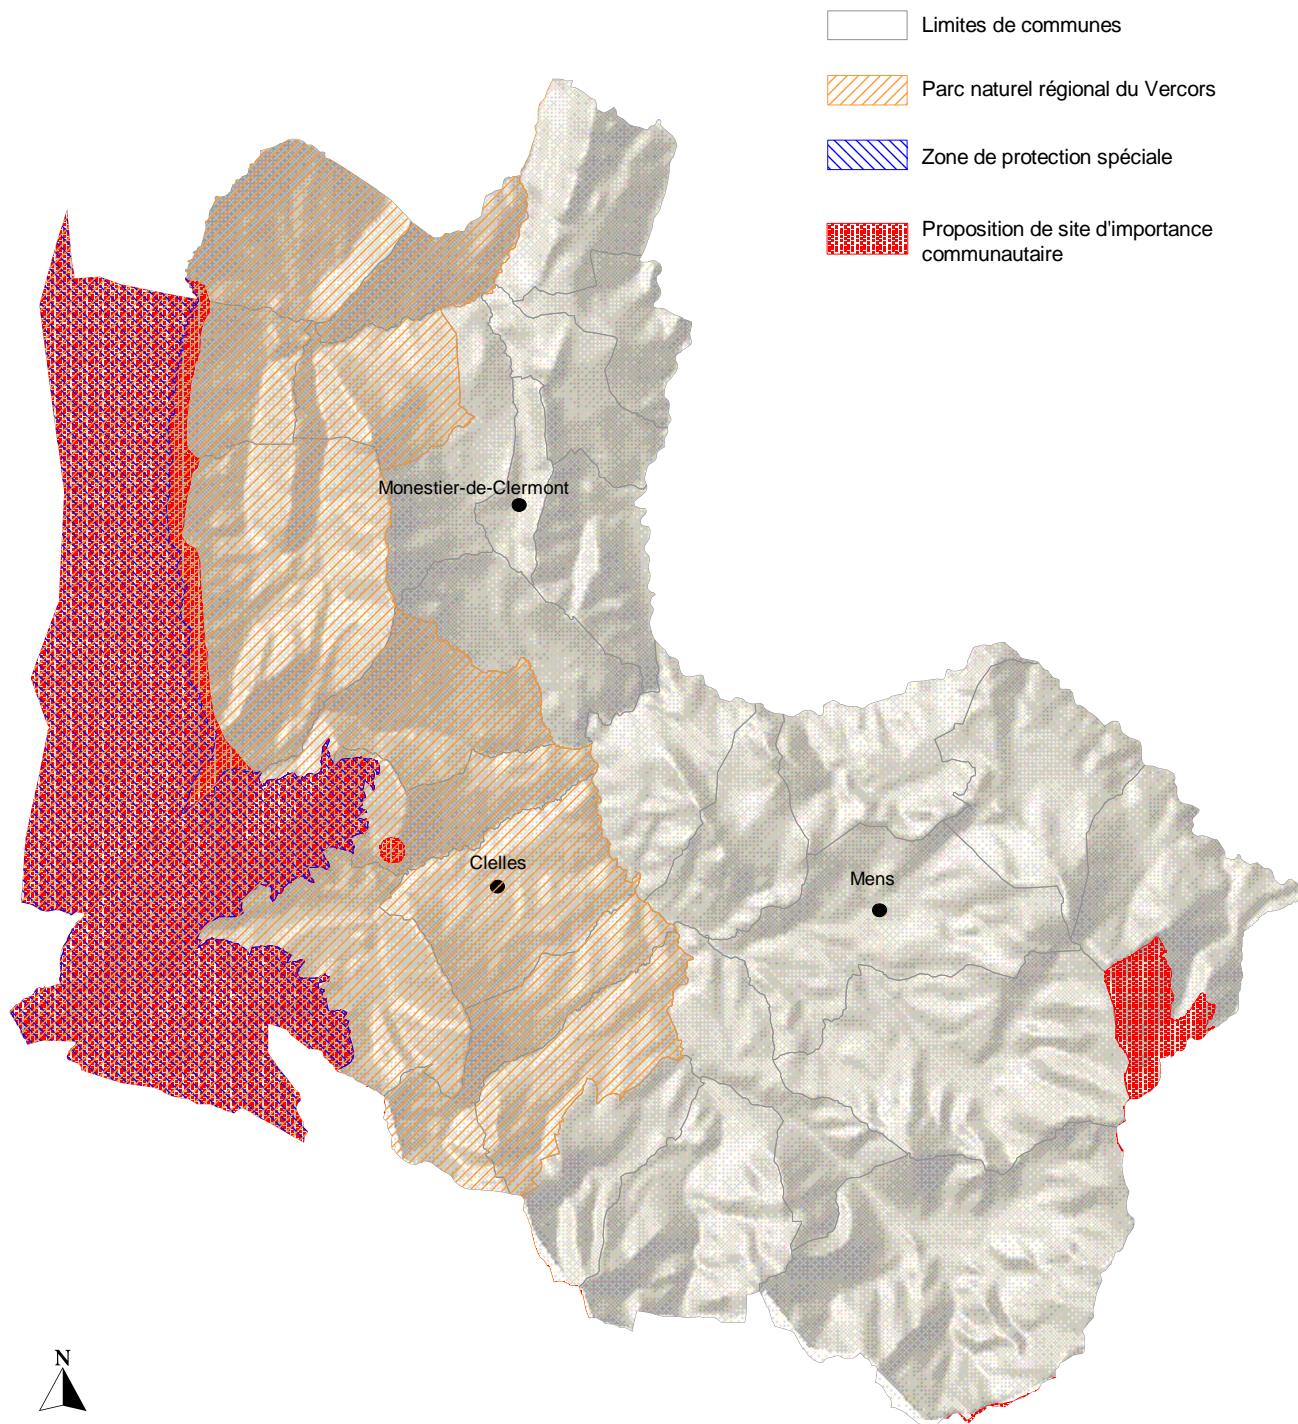 Limites de communes
Parc naturel régional du Vercors
Zone de protection spéciale
Proposition de site d'importance
communautaire
Monestier-de-Clermont
Clelles
Mens
N